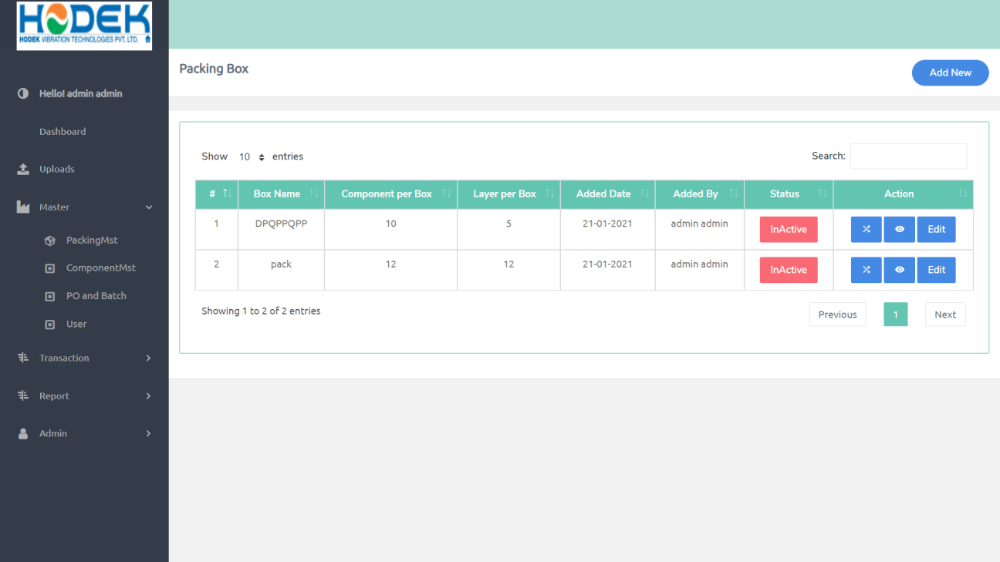 HODEK
HODEK VIBRATION TECHNOLOGIES PVT. LTD.
Hello! admin admin
Dashboard
Uploads
Master
PackingMst
ComponentMst
PO and Batch
User
Transaction
Report
Admin
Packing Box
Add New
Show 10 entries
Search:
# Box Name Component per Box Layer per Box Added Date Added By Status Action
1 DPQPPQPP 10 5 21-01-2021 admin admin InActive Edit
2 pack 12 12 21-01-2021 admin admin InActive Edit
Showing 1 to 2 of 2 entries
Previous 1 Next